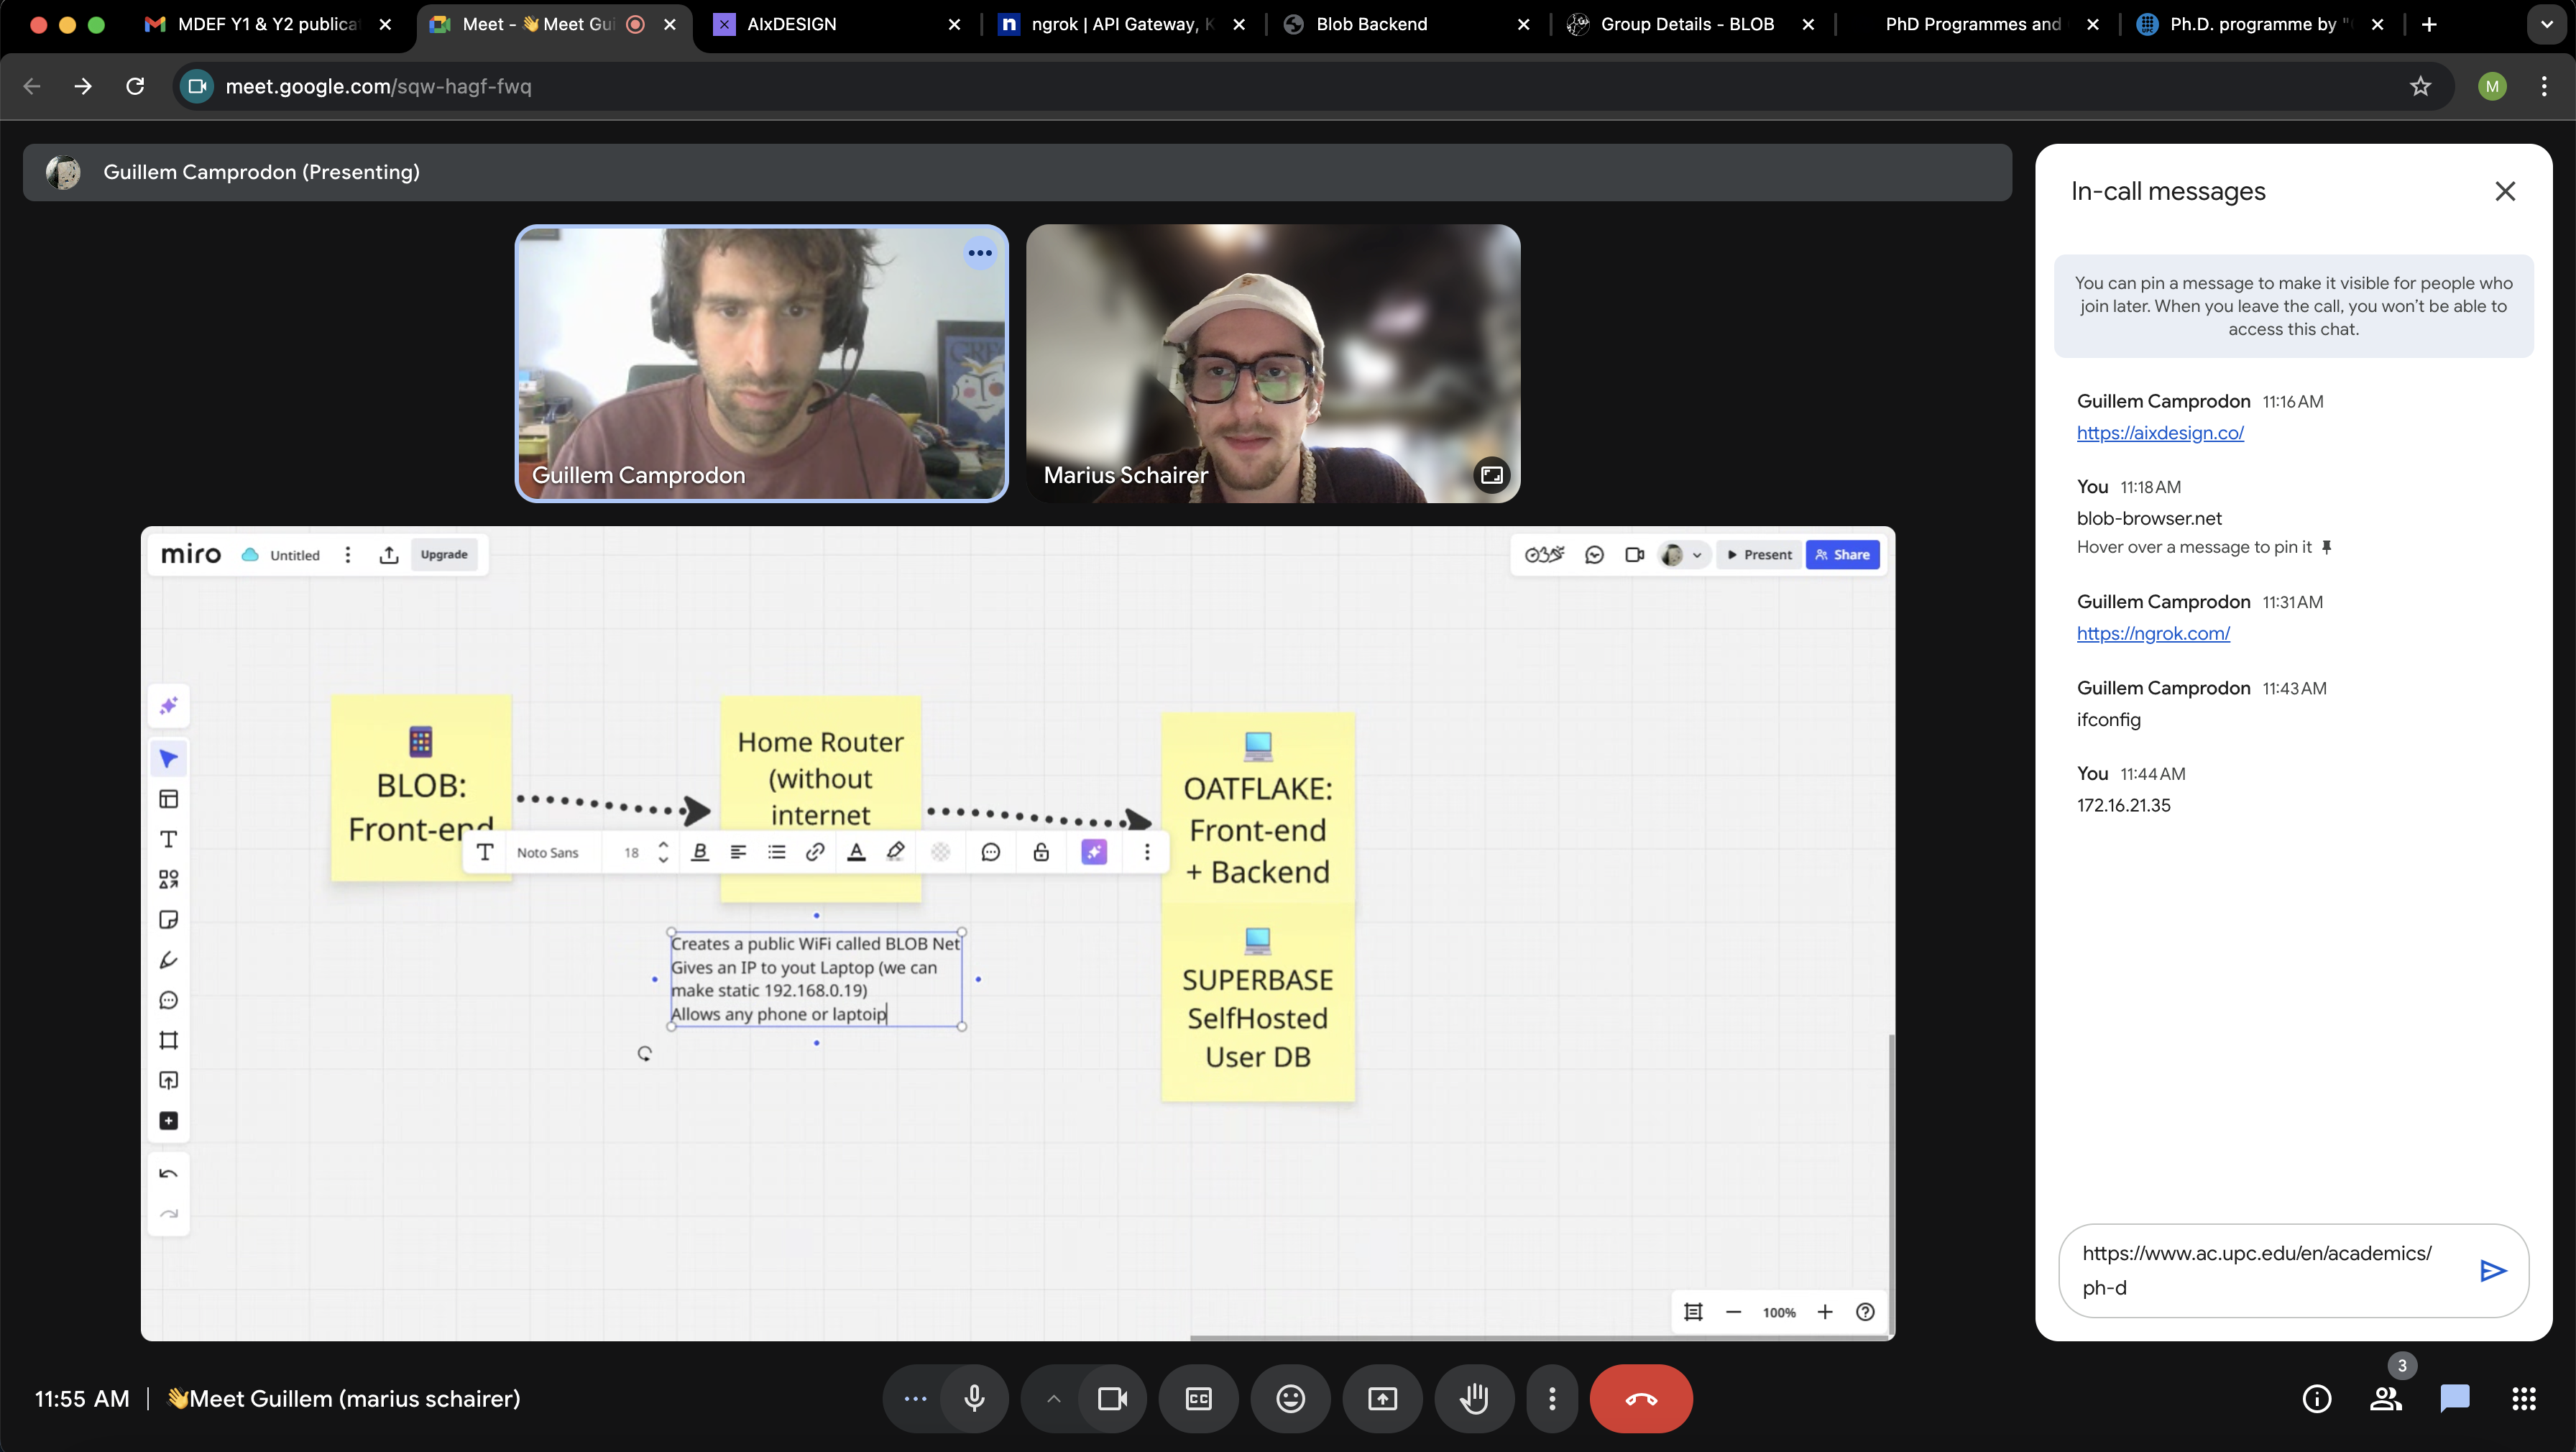 MDEF Y1 & Y2 publica
Meet - 👋 Meet Gui
AIxDESIGN
ngrok | API Gateway, K
Blob Backend
Group Details - BLOB
PhD Programmes and
Ph.D. programme by "
meet.google.com/sqw-hagf-fwq
M
Guillem Camprodon (Presenting)
Guillem Camprodon
Marius Schairer
miro
Untitled
Upgrade
Present
Share
BLOB:
Front-end
Home Router
(without
internet
OATFLAKE:
Front-end
+ Backend
Noto Sans
18
Creates a public WiFi called BLOB Net
Gives an IP to yout Laptop (we can
make static 192.168.0.19)
Allows any phone or laptoip
SUPERBASE
SelfHosted
User DB
100%
In-call messages
You can pin a message to make it visible for people who
join later. When you leave the call, you won't be able to
access this chat.
Guillem Camprodon 11:16 AM
https://aixdesign.co/
You 11:18 AM
blob-browser.net
Hover over a message to pin it
Guillem Camprodon 11:31 AM
https://ngrok.com/
Guillem Camprodon 11:43 AM
ifconfig
You 11:44 AM
172.16.21.35
https://www.ac.upc.edu/en/academics/
ph-d
11:55 AM | 👋Meet Guillem (marius schairer)
3